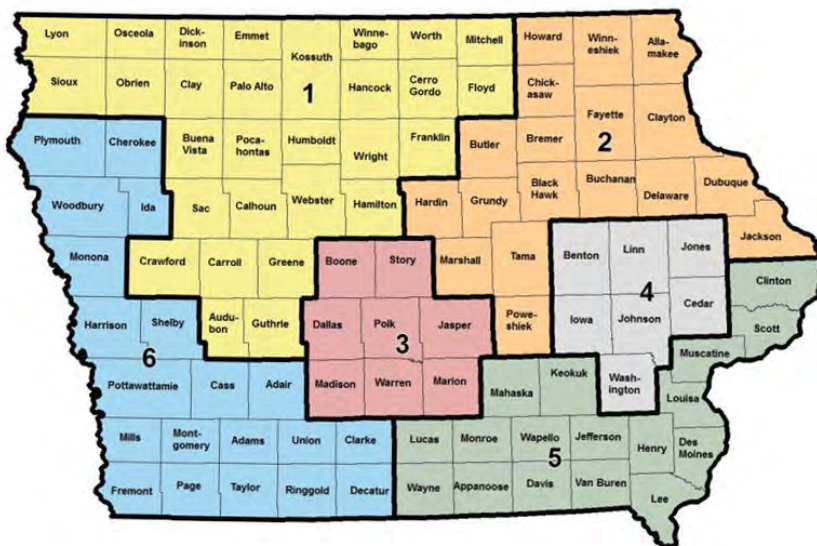 Lyon
Osceola
Dick-
inson
Emmet
Kossuth
Winne-
bago
Worth
Mitchell
Howard
Winn-
eshiek
Alla-
makee
Sioux
Obrien
Clay
Palo Alto
1
Hancock
Cerro
Gordo
Floyd
Chick-
asaw
Fayette
Clayton
2
Plymouth
Cherokee
Buena
Vista
Poca-
hontas
Humboldt
Wright
Franklin
Butler
Bremer
Woodbury
Ida
Sac
Calhoun
Webster
Hamilton
Hardin
Grundy
Black
Hawk
Buchanan
Delaware
Dubuque
Jackson
Monona
Crawford
Carroll
Greene
Boone
Story
Marshall
Tama
Benton
Linn
Jones
4
Clinton
Harrison
Shelby
6
Audu-
bon
Guthrie
Dallas
Polk
3
Jasper
Powe-
shiek
Iowa
Johnson
Cedar
Scott
Muscatine
Pottawattamie
Cass
Adair
Madison
Warren
Marion
Mahaska
Keokuk
Wash-
ington
Louisa
Mills
Mont-
gomery
Adams
Union
Clarke
Lucas
Monroe
Wapello
Jefferson
5
Henry
Des
Moines
Fremont
Page
Taylor
Ringgold
Decatur
Wayne
Appanoose
Davis
Van Buren
Lee